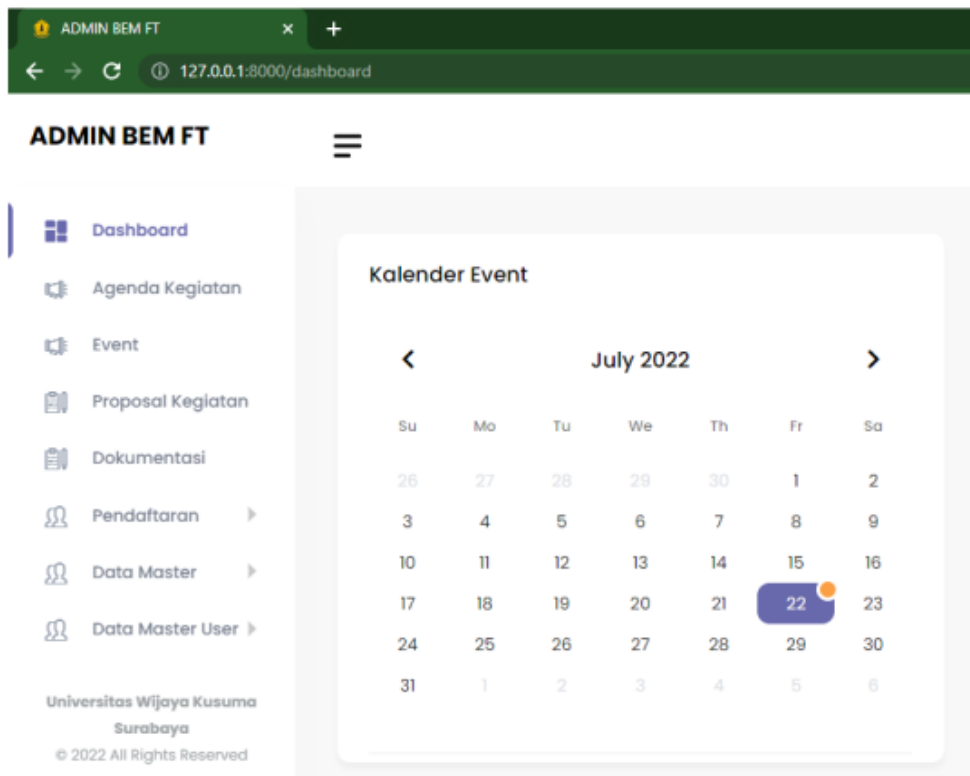 ADMIN BEM FT
127.0.0.1:8000/dashboard
ADMIN BEM FT
Dashboard
Agenda Kegiatan
Event
Proposal Kegiatan
Dokumentasi
Pendaftaran
Data Master
Data Master User
Universitas Wijaya Kusuma
Surabaya
© 2022 All Rights Reserved
Kalender Event
July 2022
Su Mo Tu We Th Fr Sa
26 27 28 29 30 1 2
3 4 5 6 7 8 9
10 11 12 13 14 15 16
17 18 19 20 21 22 23
24 25 26 27 28 29 30
31 1 2 3 4 5 6